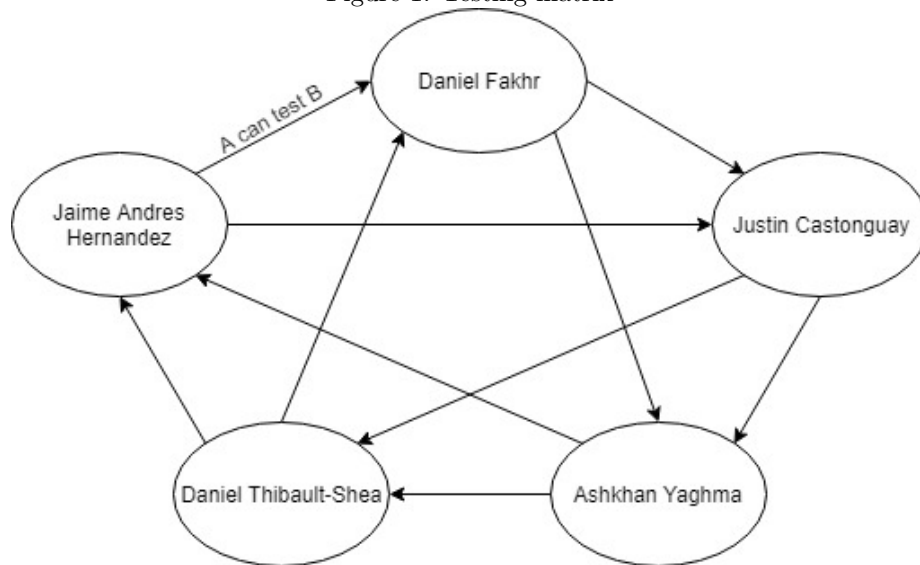 Figure 1: Testing matrix
Daniel Fakhr
A can test B
Jaime Andres
Hernandez
Justin Castonguay
Daniel Thibault-Shea
Ashkhan Yaghma